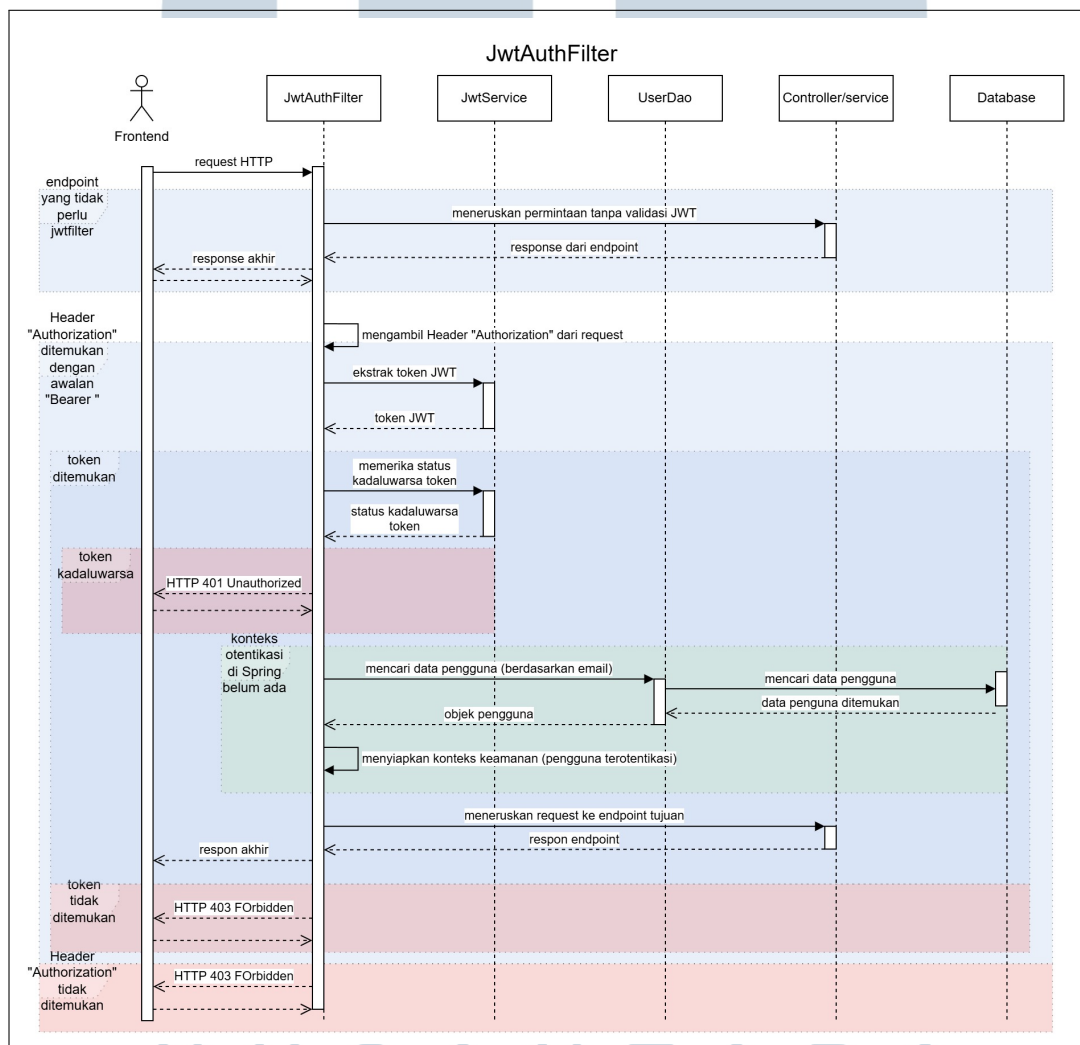 JwtAuthFilter
Frontend
JwtAuthFilter
JwtService
UserDao
Controller/service
Database
request HTTP
endpoint
yang tidak
perlu
jwtfilter
meneruskan permintaan tanpa validasi JWT
response dari endpoint
response akhir
Header
"Authorization"
ditemukan
dengan
awalan
"Bearer "
mengambil Header "Authorization" dari request
ekstrak token JWT
token JWT
token
ditemukan
memerika status
kadaluwarsa token
status kadaluwarsa
token
token
kadaluwarsa
HTTP 401 Unauthorized
konteks
otentikasi
di Spring
belum ada
mencari data pengguna (berdasarkan email)
mencari data pengguna
data penguna ditemukan
objek pengguna
menyiapkan konteks keamanan (pengguna terotentikasi)
meneruskan request ke endpoint tujuan
respon endpoint
respon akhir
token
tidak
ditemukan
HTTP 403 FOrbidden
Header
"Authorization"
tidak
ditemukan
HTTP 403 FOrbidden